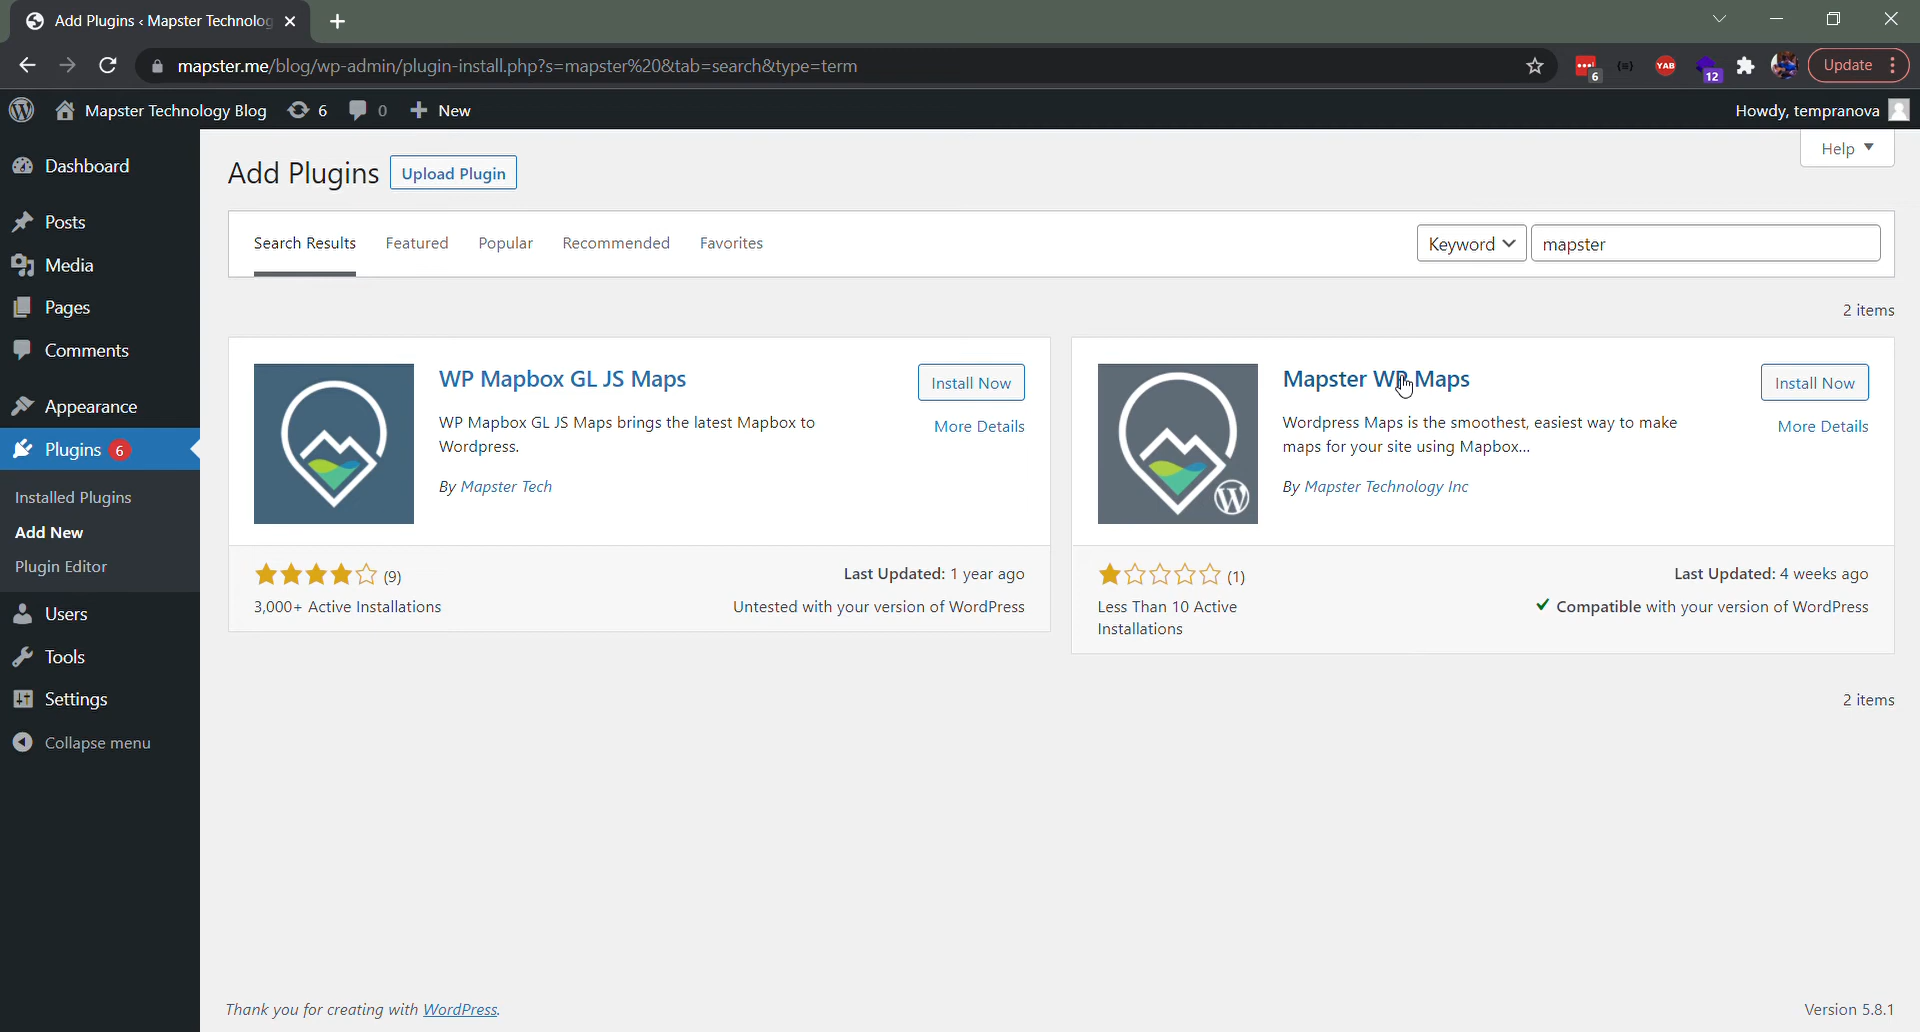 Add Plugins ‹ Mapster Technolog
mapster.me/blog/wp-admin/plugin-install.php?s=mapster%20&tab=search&type=term
6
YAB
12
Update
Mapster Technology Blog
6
0
New
Howdy, tempranova
Dashboard
Posts
Media
Pages
Comments
Appearance
Plugins 6
Installed Plugins
Add New
Plugin Editor
Users
Tools
Settings
Collapse menu
Add Plugins
Upload Plugin
Help
Search Results
Featured
Popular
Recommended
Favorites
Keyword
mapster
2 items
WP Mapbox GL JS Maps
Install Now
WP Mapbox GL JS Maps brings the latest Mapbox to
Wordpress.
More Details
By Mapster Tech
(9)
Last Updated: 1 year ago
3,000+ Active Installations
Untested with your version of WordPress
Mapster WP Maps
Install Now
Wordpress Maps is the smoothest, easiest way to make
maps for your site using Mapbox...
More Details
By Mapster Technology Inc
(1)
Last Updated: 4 weeks ago
Less Than 10 Active
Installations
Compatible with your version of WordPress
2 items
Thank you for creating with WordPress.
Version 5.8.1